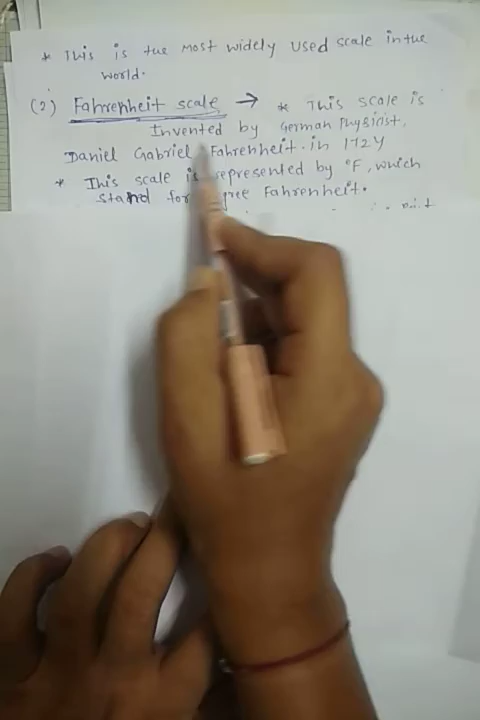 * This is the most widely used scale in the
world.
(2) Fahrenheit scale → * This scale is
Invented by German Physicist,
Daniel Gabriel Fahrenheit. in 1724
* This scale is represented by °F, which
stand for degree Fahrenheit.